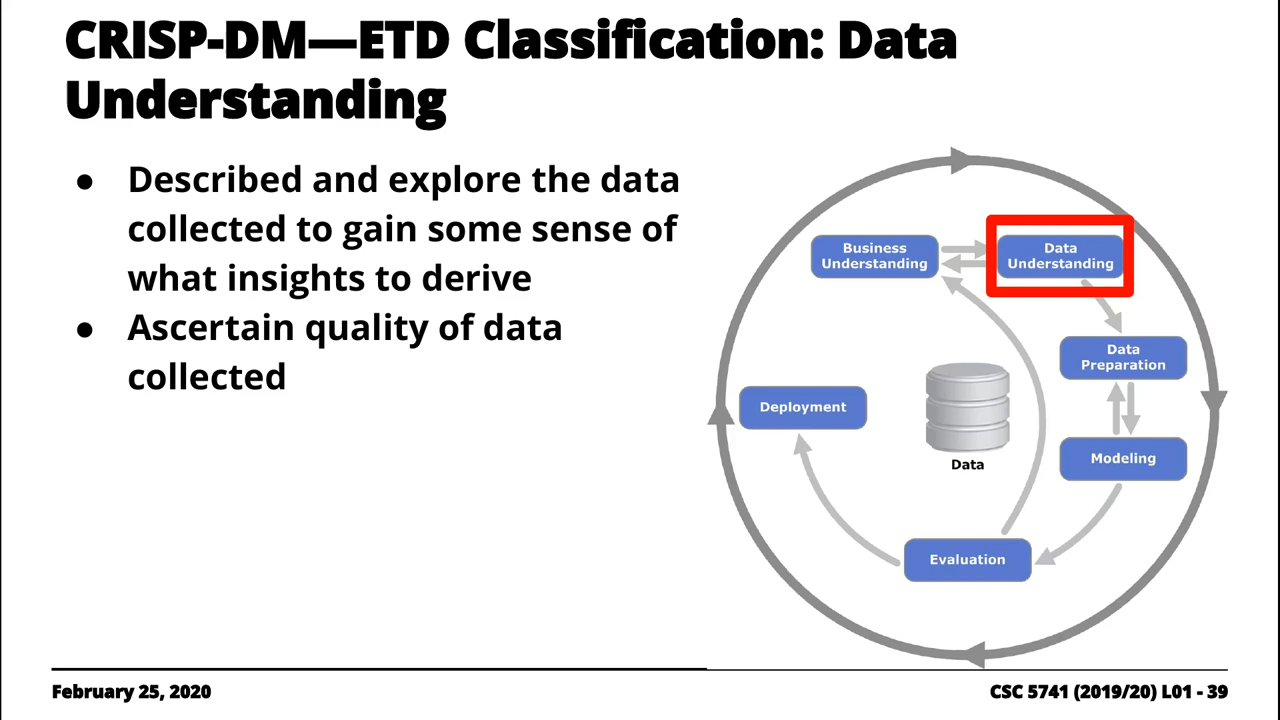 CRISP-DM—ETD Classification: Data
Understanding
● Described and explore the data
collected to gain some sense of
what insights to derive
● Ascertain quality of data
collected
Business
Understanding
Data
Understanding
Data
Preparation
Deployment
Data
Modeling
Evaluation
February 25, 2020
CSC 5741 (2019/20) L01 - 39